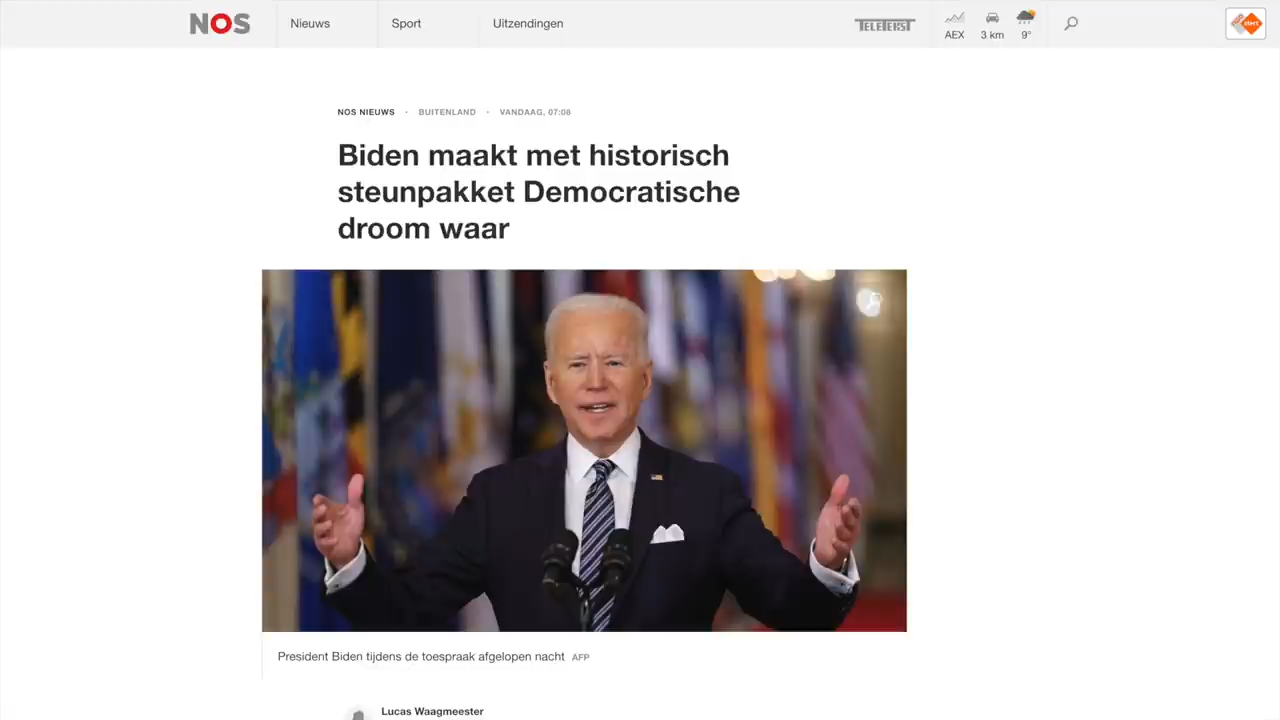 NOS
Nieuws
Sport
Uitzendingen
TELETEKST
AEX
3 km
9°
NOS NIEUWS • BUITENLAND • VANDAAG, 07:08
Biden maakt met historisch
steunpakket Democratische
droom waar
President Biden tijdens de toespraak afgelopen nacht AFP
Lucas Waagmeester